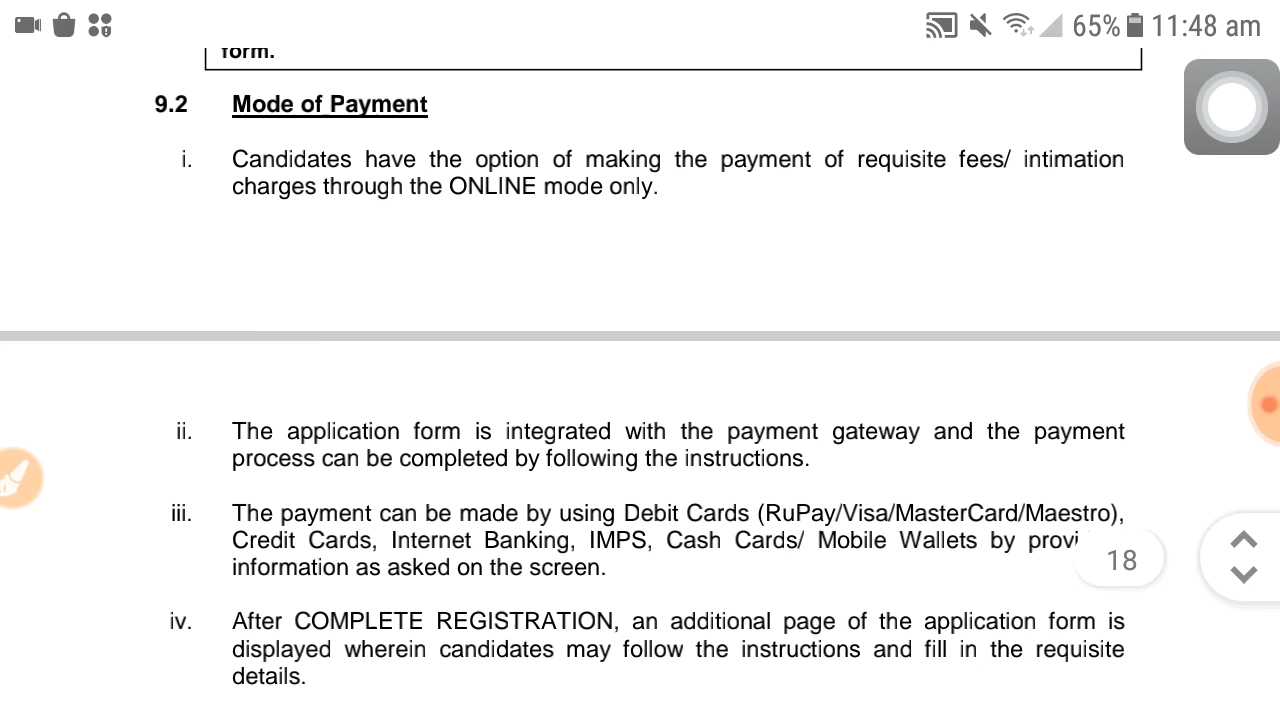 65% 11:48 am
form.
9.2 Mode of Payment
i. Candidates have the option of making the payment of requisite fees/ intimation
charges through the ONLINE mode only.
ii. The application form is integrated with the payment gateway and the payment
process can be completed by following the instructions.
iii. The payment can be made by using Debit Cards (RuPay/Visa/MasterCard/Maestro),
Credit Cards, Internet Banking, IMPS, Cash Cards/ Mobile Wallets by
information as asked on the screen.
18
iv. After COMPLETE REGISTRATION, an additional page of the application form is
displayed wherein candidates may follow the instructions and fill in the requisite
details.